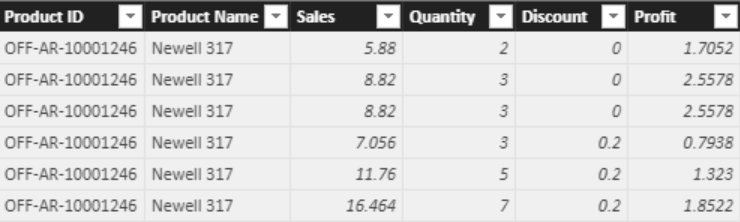 Product ID Product Name Sales Quantity Discount Profit
OFF-AR-10001246 Newell 317 5.88 2 0 1.7052
OFF-AR-10001246 Newell 317 8.82 3 0 2.5578
OFF-AR-10001246 Newell 317 8.82 3 0 2.5578
OFF-AR-10001246 Newell 317 7.056 3 0.2 0.7938
OFF-AR-10001246 Newell 317 11.76 5 0.2 1.323
OFF-AR-10001246 Newell 317 16.464 7 0.2 1.8522